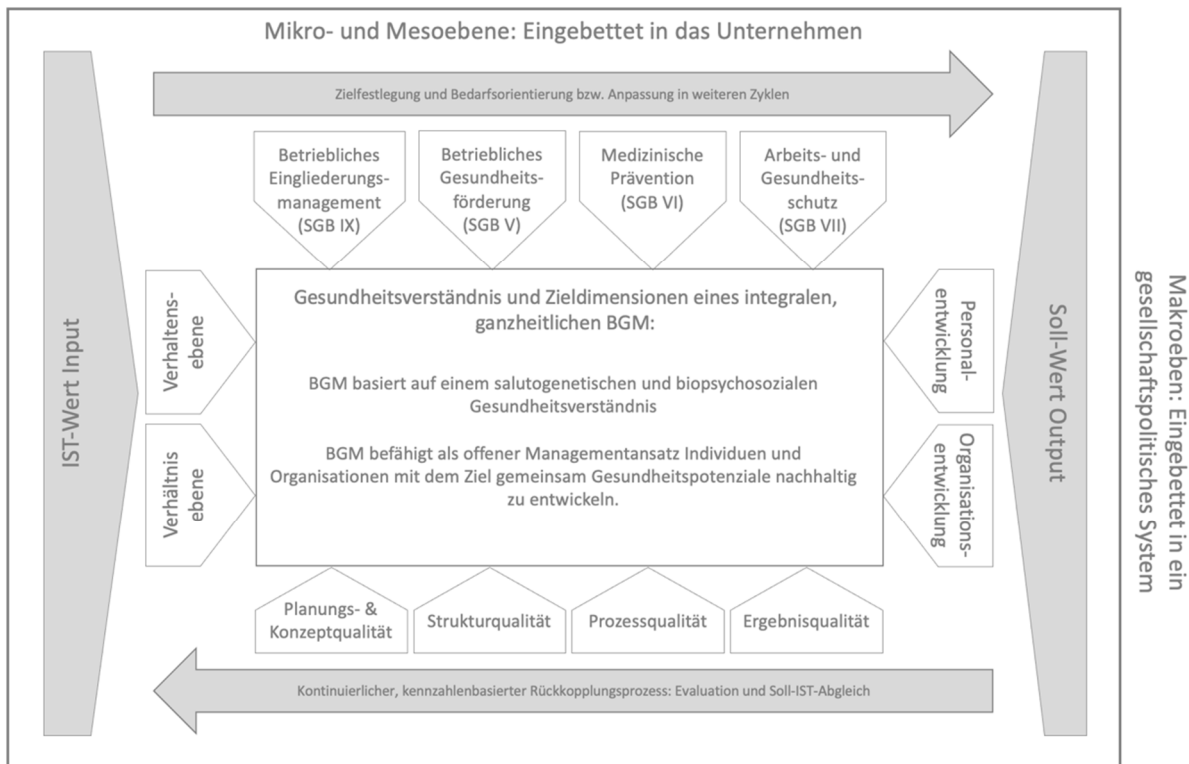 Mikro- und Mesoebene: Eingebettet in das Unternehmen
Zielfestlegung und Bedarfsorientierung bzw. Anpassung in weiteren Zyklen
Betriebliches
Eingliederungs-
management
(SGB IX)
Betriebliches
Gesundheits-
förderung
(SGB V)
Medizinische
Prävention
(SGB VI)
Arbeits- und
Gesundheits-
schutz
(SGB VII)
IST-Wert Input
Verhaltens-
ebene
Verhältnis
ebene
Gesundheitsverständnis und Zieldimensionen eines integralen,
ganzheitlichen BGM:
BGM basiert auf einem salutogenetischen und biopsychosozialen
Gesundheitsverständnis
BGM befähigt als offener Managementansatz Individuen und
Organisationen mit dem Ziel gemeinsam Gesundheitspotenziale nachhaltig
zu entwickeln.
Personal-
entwicklung
Organisations-
entwicklung
Soll-Wert Output
Makroeben: Eingebettet in ein
gesellschaftspolitisches System
Planungs- &
Konzeptqualität
Strukturqualität
Prozessqualität
Ergebnisqualität
Kontinuierlicher, kennzahlenbasierter Rückkopplungsprozess: Evaluation und Soll-IST-Abgleich